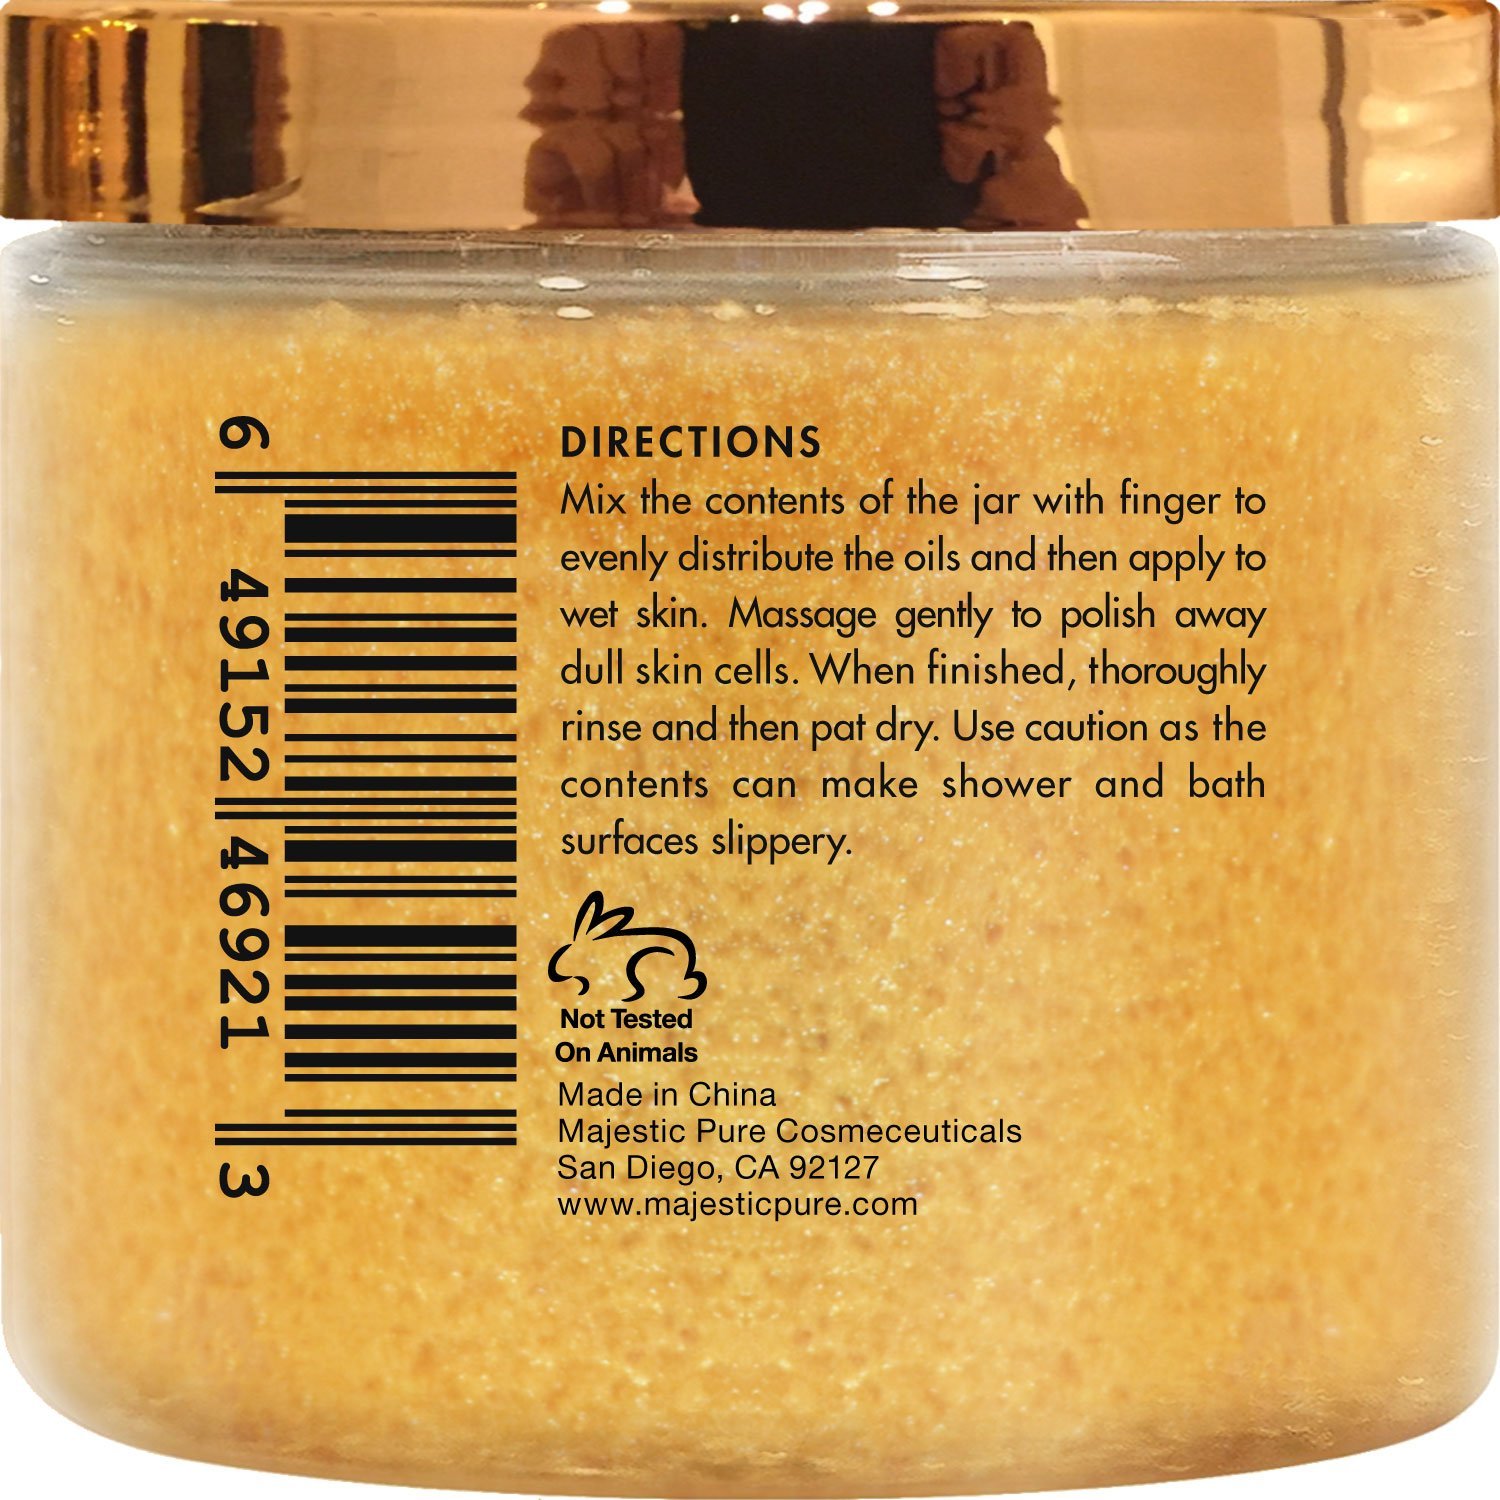 6 49152 46921 3
DIRECTIONS
Mix the contents of the jar with finger to
evenly distribute the oils and then apply to
wet skin. Massage gently to polish away
dull skin cells. When finished, thoroughly
rinse and then pat dry. Use caution as the
contents can make shower and bath
surfaces slippery.
Not Tested
On Animals
Made in China
Majestic Pure Cosmeceuticals
San Diego, CA 92127
www.majesticpure.com